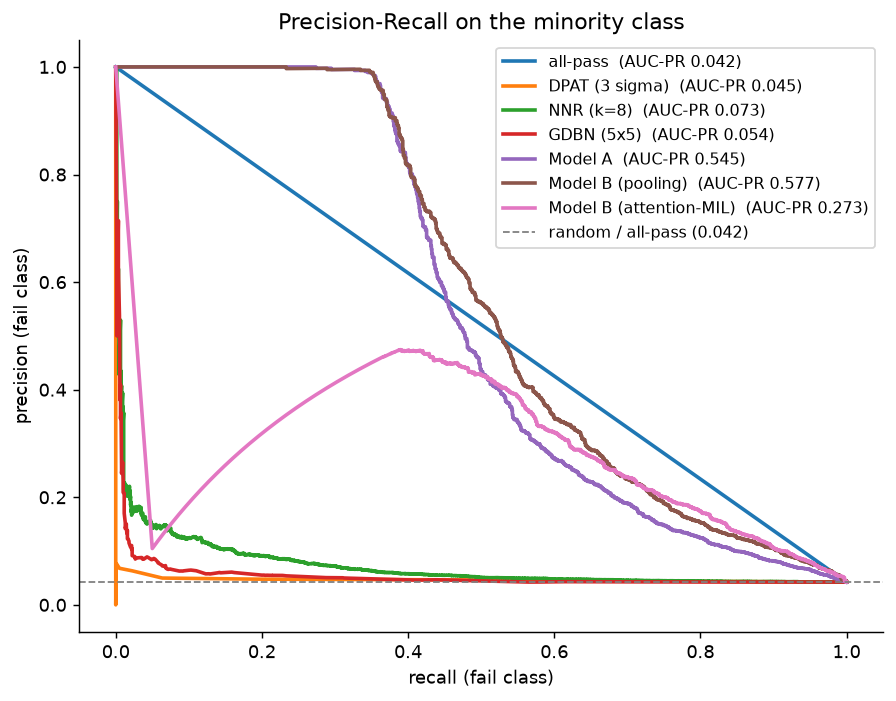 Precision-Recall on the minority class
precision (fail class)
1.0
0.8
0.6
0.4
0.2
0.0
all-pass  (AUC-PR 0.042)
DPAT (3 sigma)  (AUC-PR 0.045)
NNR (k=8)  (AUC-PR 0.073)
GDBN (5x5)  (AUC-PR 0.054)
Model A  (AUC-PR 0.545)
Model B (pooling)  (AUC-PR 0.577)
Model B (attention-MIL)  (AUC-PR 0.273)
random / all-pass (0.042)
0.0 0.2 0.4 0.6 0.8 1.0
recall (fail class)